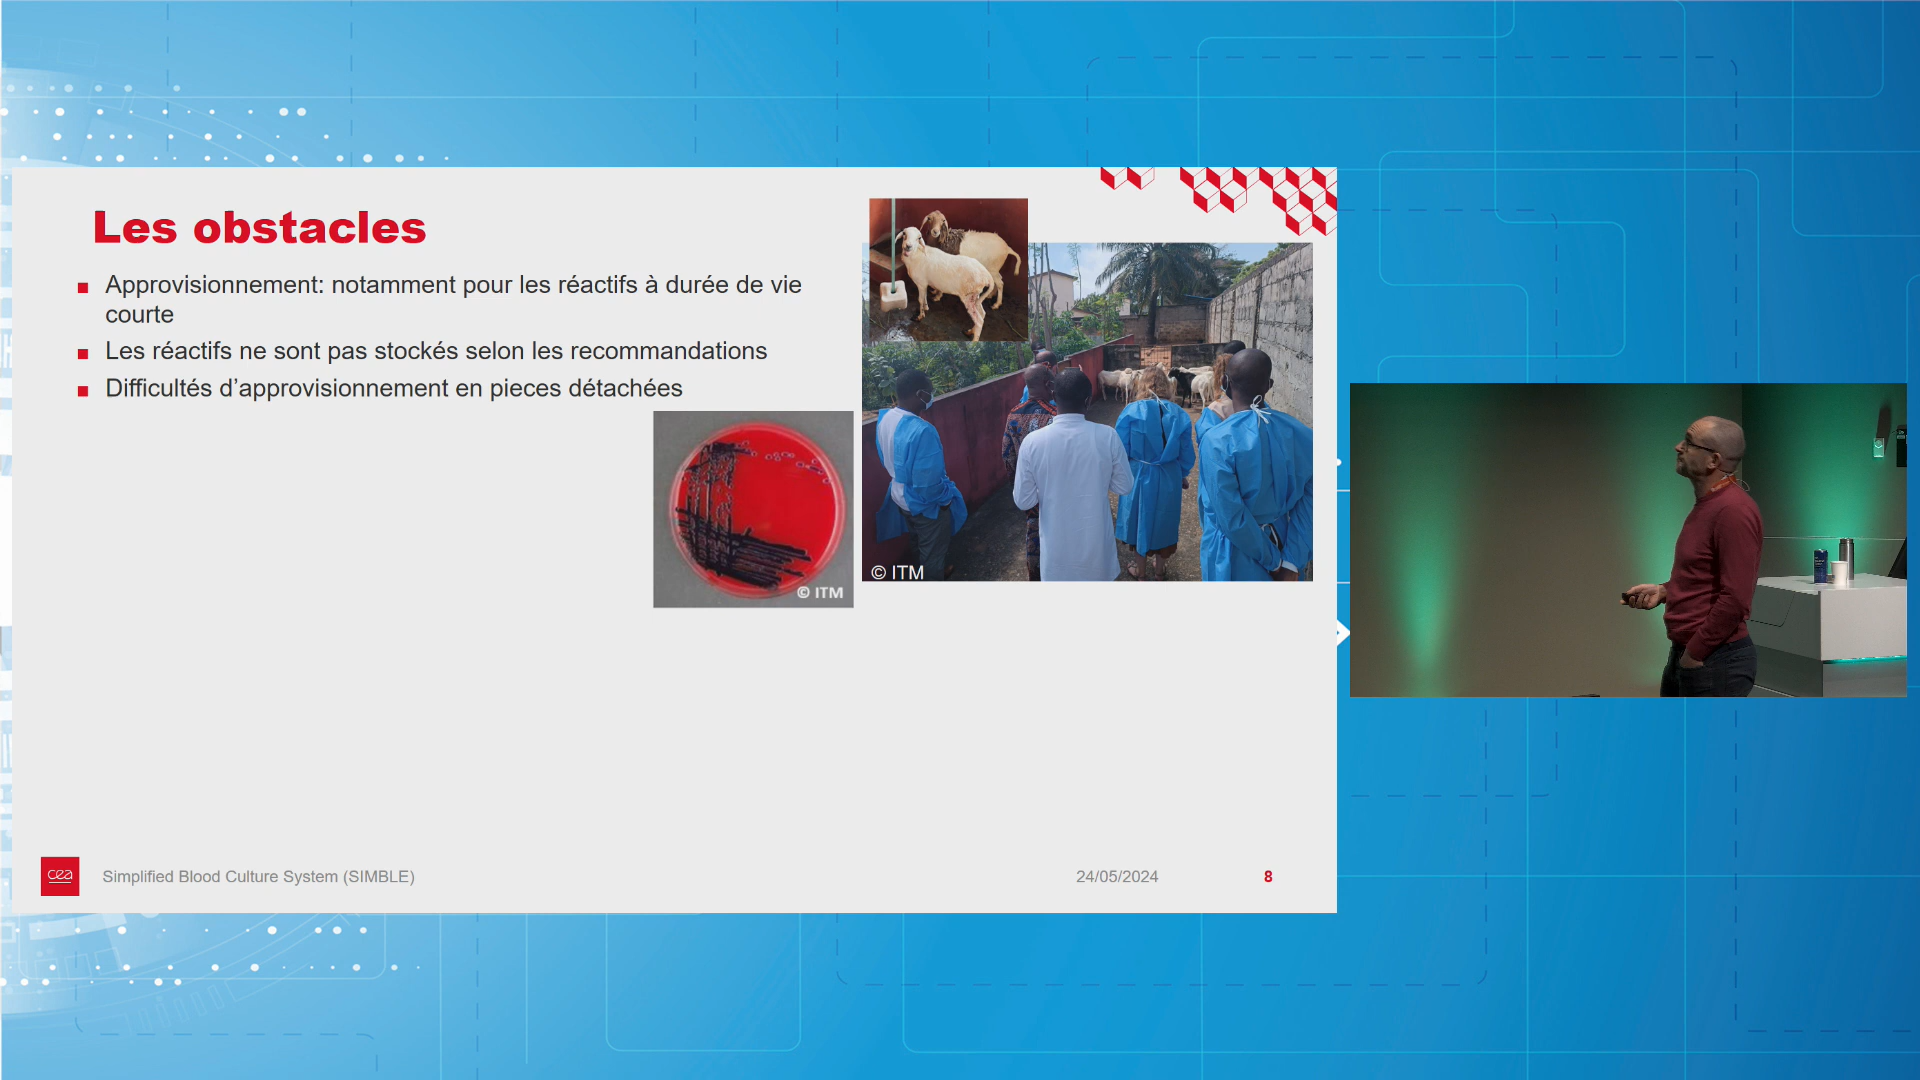 Les obstacles
Approvisionnement: notamment pour les réactifs à durée de vie
courte
Les réactifs ne sont pas stockés selon les recommandations
Difficultés d’approvisionnement en pieces détachées
© ITM
© ITM
cea
Simplified Blood Culture System (SIMBLE)
24/05/2024
8